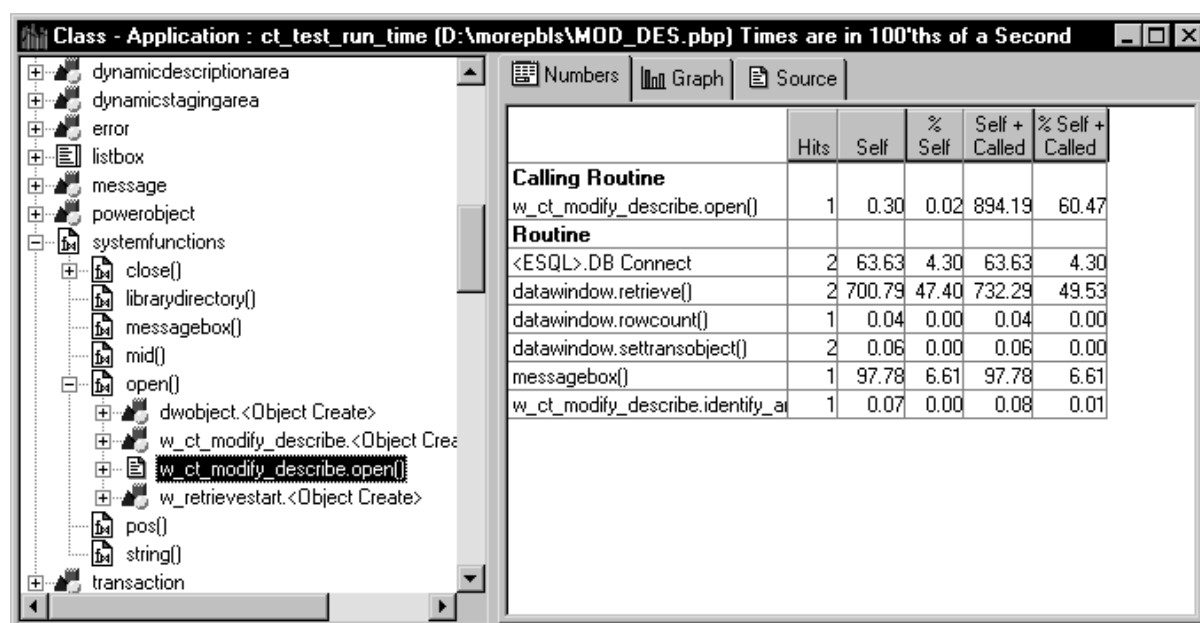 Class - Application : ct_test_run_time (D:\morepbls\MOD_DES.pbp) Times are in 100'ths of a Second
dynamicdescriptionarea
dynamicstagingarea
error
listbox
message
powerobject
systemfunctions
close()
librarydirectory()
messagebox()
mid()
open()
dwobject.<Object Create>
w_ct_modify_describe.<Object Crea
w_ct_modify_describe.open()
w_retrievestart.<Object Create>
pos()
string()
transaction
Numbers Graph Source
Hits Self % Self Self + Called % Self + Called
Calling Routine
w_ct_modify_describe.open() 1 0.30 0.02 894.19 60.47
Routine
<ESQL>.DB Connect 2 63.63 4.30 63.63 4.30
datawindow.retrieve() 2 700.79 47.40 732.29 49.53
datawindow.rowcount() 1 0.04 0.00 0.04 0.00
datawindow.settransobject() 2 0.06 0.00 0.06 0.00
messagebox() 1 97.78 6.61 97.78 6.61
w_ct_modify_describe.identify_a 1 0.07 0.00 0.08 0.01